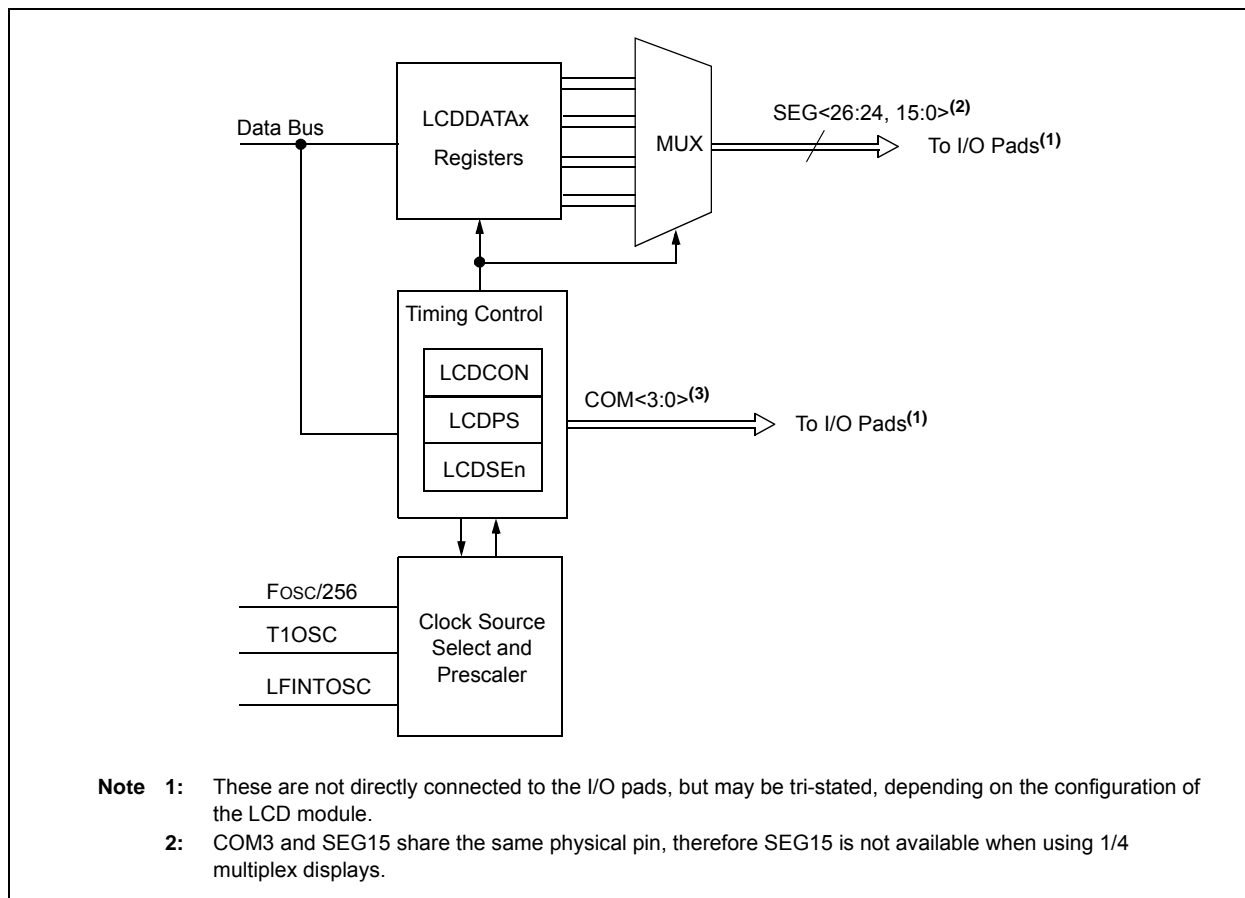 Data Bus
LCDDATAx
Registers
MUX
SEG<26:24, 15:0>(2)
To I/O Pads(1)
Timing Control
LCDCON
LCDPS
LCDSEn
COM<3:0>(3)
To I/O Pads(1)
FOSC/256
T1OSC
LFINTOSC
Clock Source
Select and
Prescaler
Note 1: These are not directly connected to the I/O pads, but may be tri-stated, depending on the configuration of
the LCD module.
2: COM3 and SEG15 share the same physical pin, therefore SEG15 is not available when using 1/4
multiplex displays.